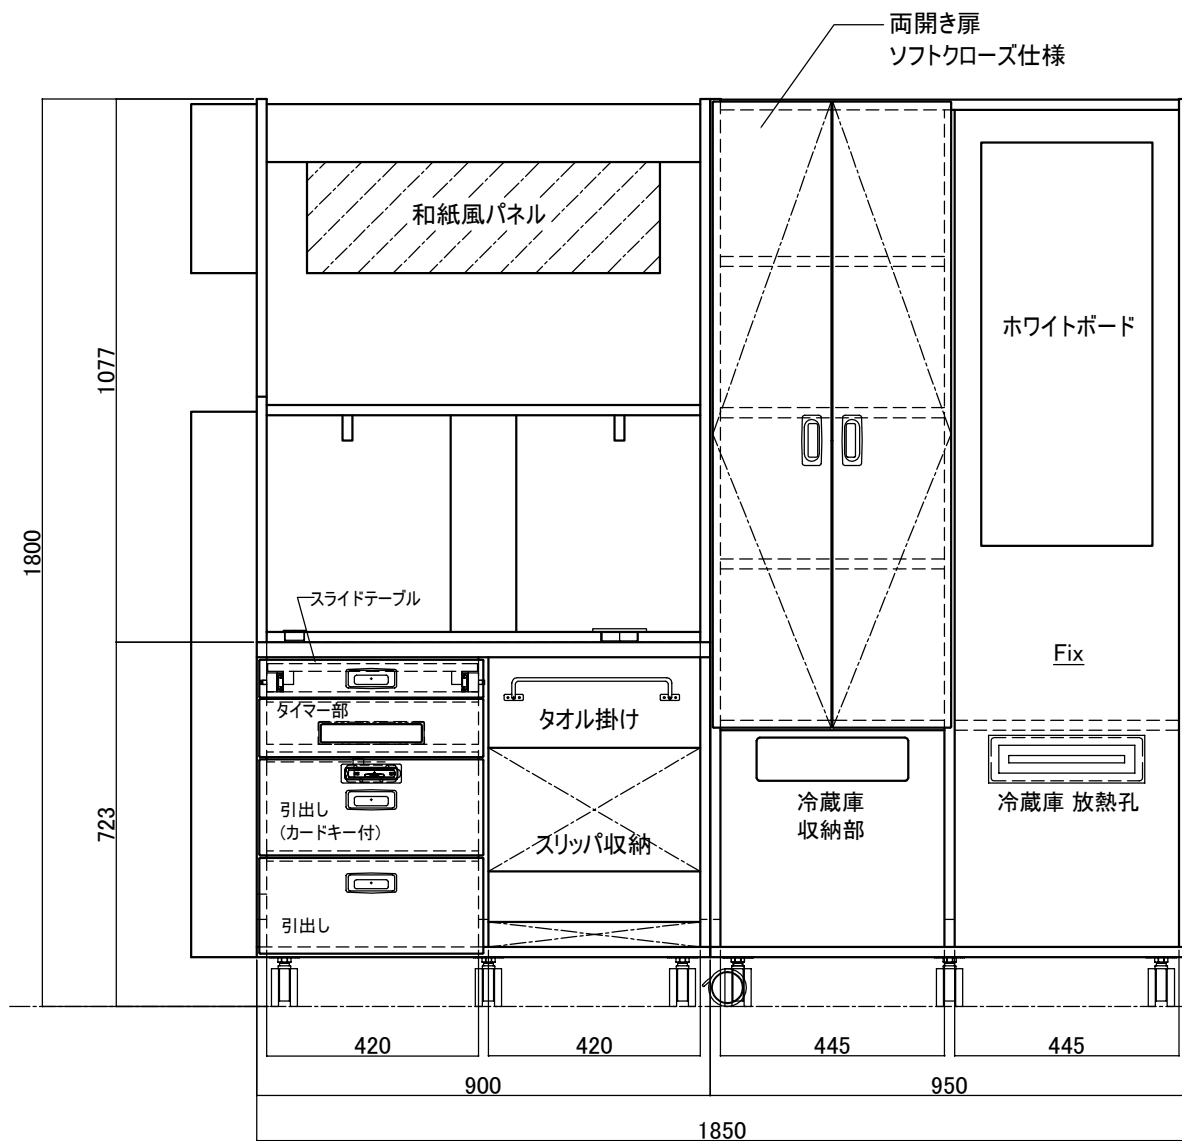 両開き扉
ソフトクローズ仕様
和紙風パネル
ホワイトボード
1077
1800
スライドテーブル
Fix
タイマー部
タオル掛け
引出し
(カードキー付)
冷蔵庫
収納部
冷蔵庫 放熱孔
723
スリッパ収納
引出し
420
420
445
445
900
950
1850